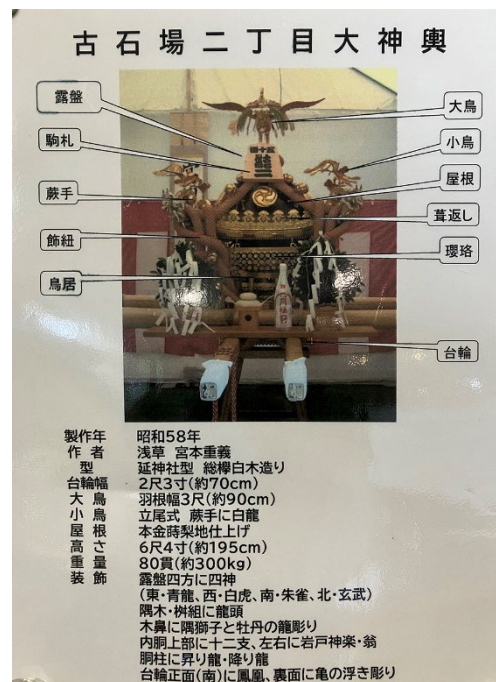 古石場二丁目大神輿
露盤
駒札
蕨手
飾紐
鳥居
大鳥
小鳥
屋根
葺返し
瓔珞
台輪
製作年 昭和58年
作者 浅草 宮本重義
型 延神社型 総欅白木造り
台輪幅 2尺3寸(約70cm)
大鳥 羽根幅3尺(約90cm)
小鳥 立尾式 蕨手に白龍
屋根 本金蒔梨地仕上げ
高さ 6尺4寸(約195cm)
重量 80貫(約300kg)
装飾 露盤四方に四神
(東・青龍、西・白虎、南・朱雀、北・玄武)
隅木・桝組に龍頭
木鼻に隅獅子と牡丹の籠彫り
内胴上部に十二支、左右に岩戸神楽・翁
胴柱に昇り龍・降り龍
台輪正面(南)に鳳凰、裏面に亀の浮き彫り